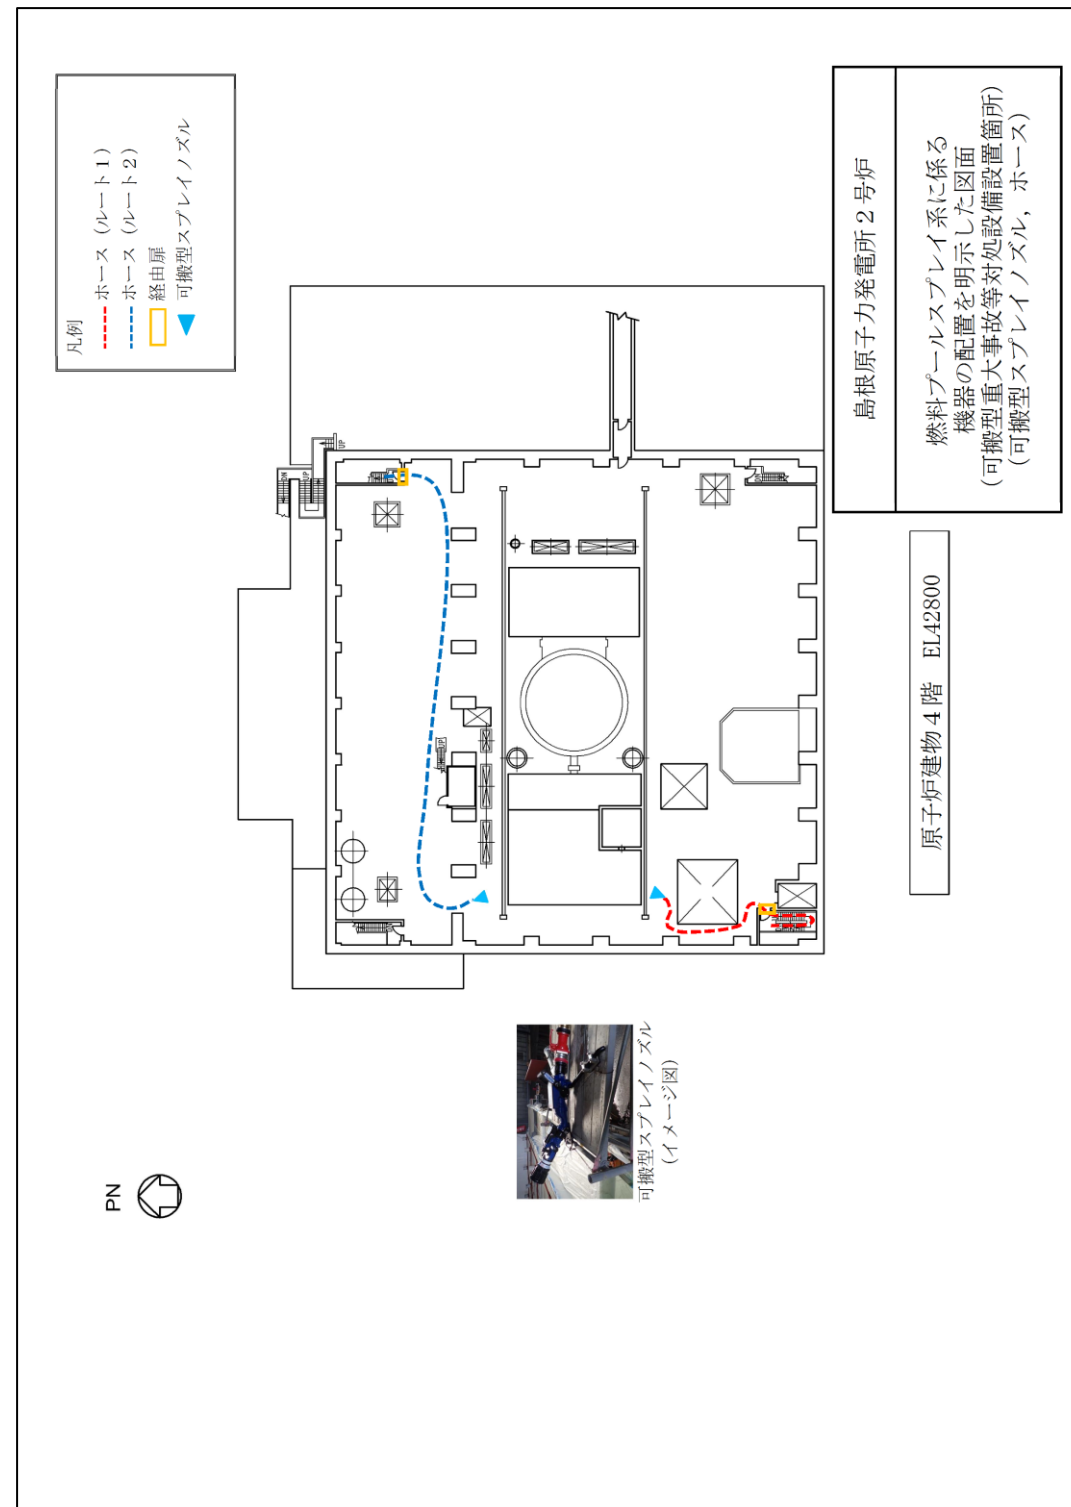 凡例
ホース（ルート1）
ホース（ルート2）
経由扉
可搬型スプレイノズル
PN
UP
DN
UP
UP
DN
可搬型スプレイノズル
（イメージ図）
原子炉建物4階　EL42800
島根原子力発電所2号炉
燃料プールスプレイ系に係る
機器の配置を明示した図面
（可搬型重大事故等対処設備設置箇所）
（可搬型スプレイノズル，ホース）